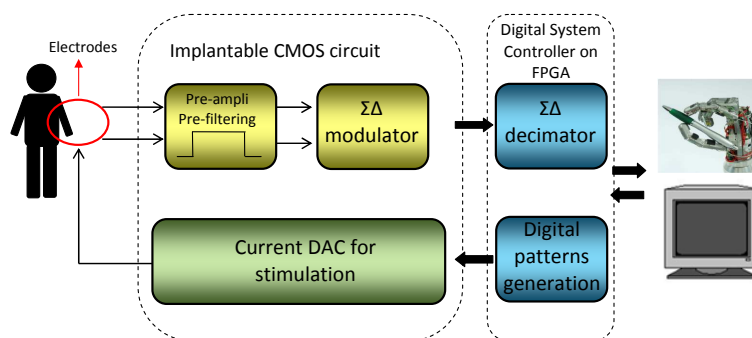 Electrodes
Implantable CMOS circuit
Digital System
Controller on
FPGA
Pre-ampli
Pre-filtering
ΣΔ
modulator
ΣΔ
decimator
Current DAC for
stimulation
Digital
patterns
generation